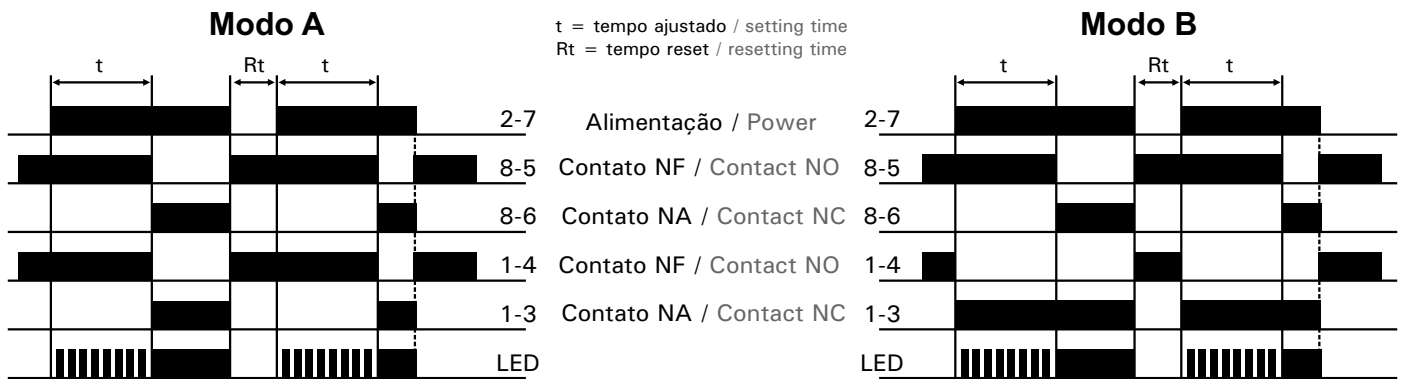 Modo A
t = tempo ajustado / setting time
Rt = tempo reset / resetting time
Modo B
t Rt t
t Rt t
2-7 Alimentação / Power 2-7
8-5 Contato NF / Contact NO 8-5
8-6 Contato NA / Contact NC 8-6
1-4 Contato NF / Contact NO 1-4
1-3 Contato NA / Contact NC 1-3
LED LED